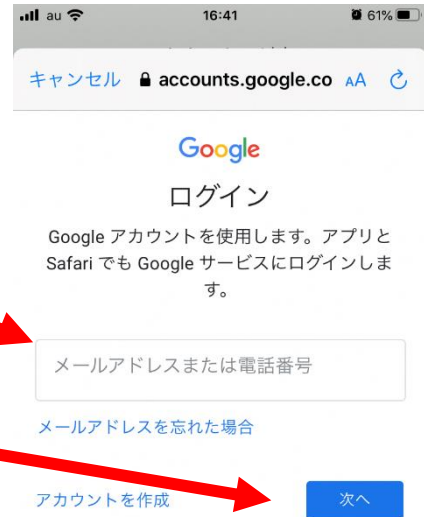 au 16:41 61%
キャンセル accounts.google.co AA
Google
ログイン
Google アカウントを使用します。アプリと
Safari でも Google サービスにログインしま
す。
メールアドレスまたは電話番号
メールアドレスを忘れた場合
アカウントを作成 次へ